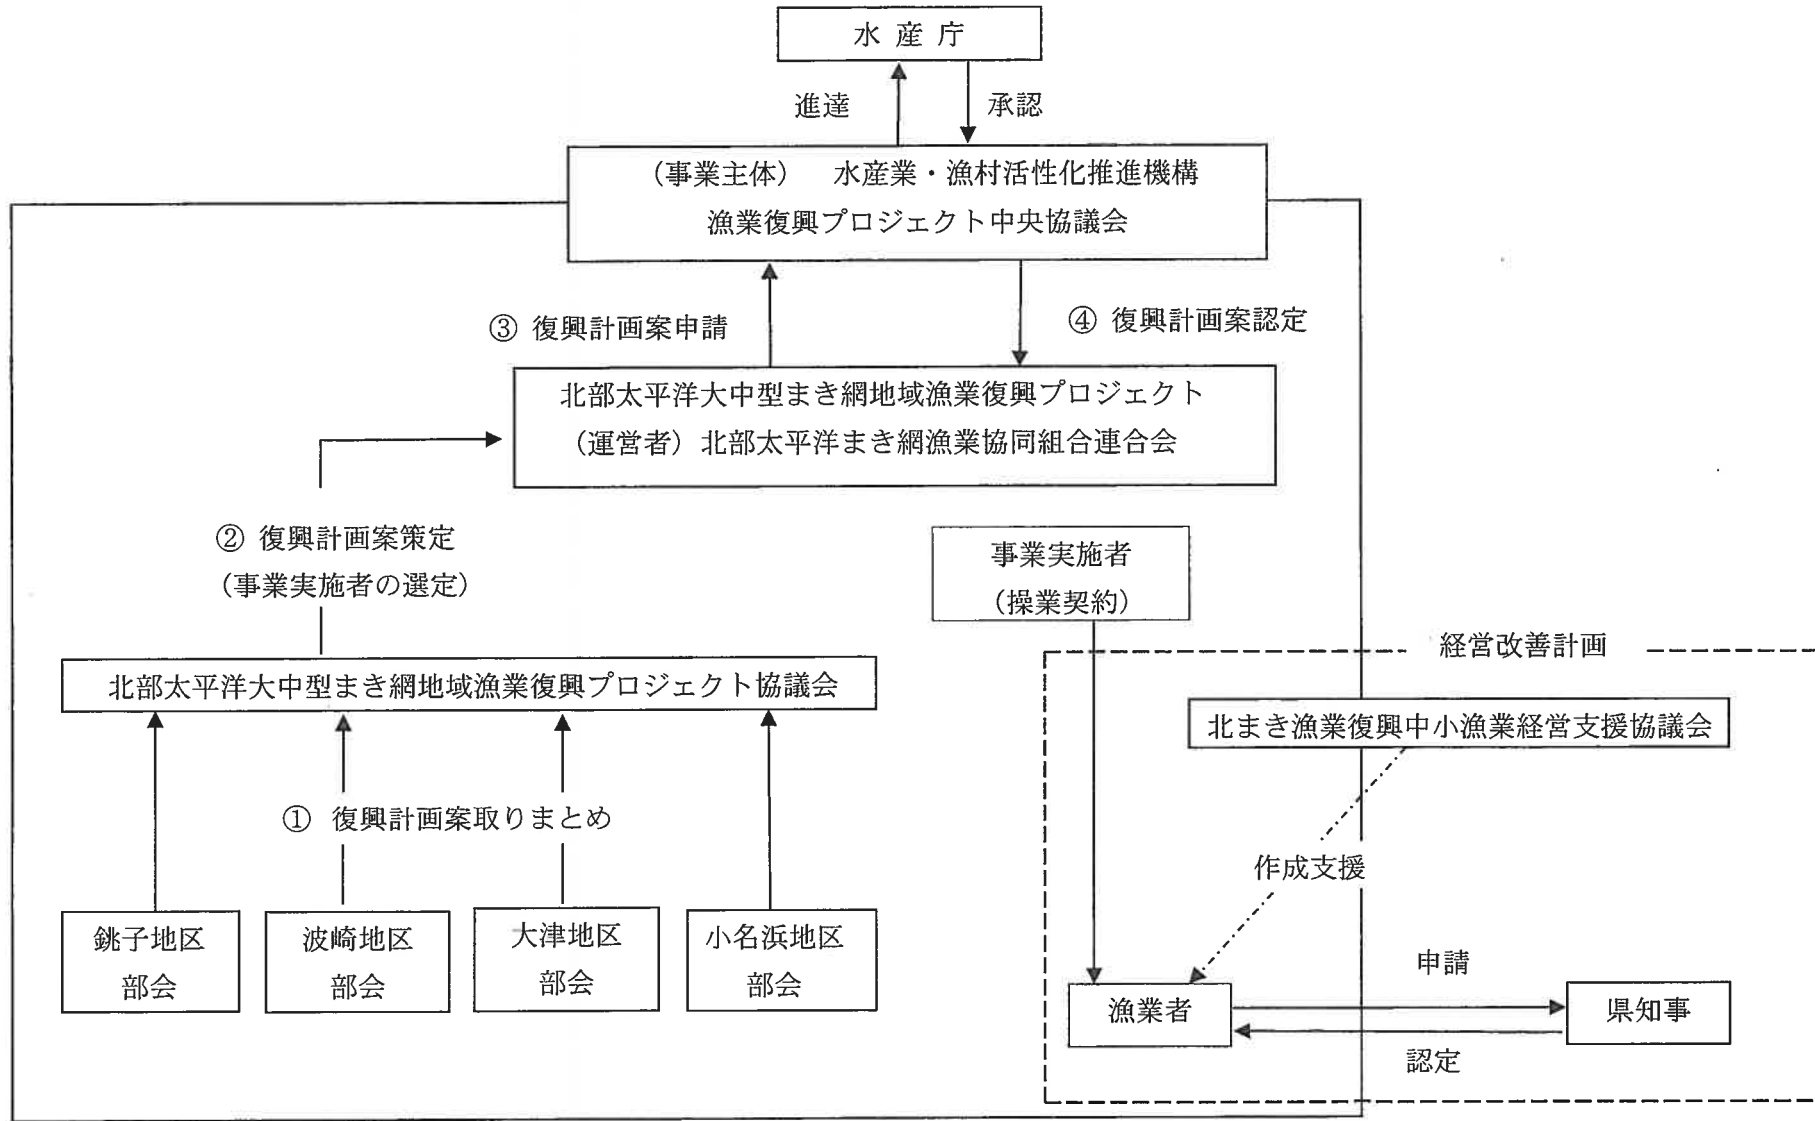 水 産 庁
進達
承認
（事業主体） 水産業・漁村活性化推進機構
漁業復興プロジェクト中央協議会
③ 復興計画案申請
④ 復興計画案認定
北部太平洋大中型まき網地域漁業復興プロジェクト
（運営者）北部太平洋まき網漁業協同組合連合会
② 復興計画案策定
（事業実施者の選定）
事業実施者
（操業契約）
経営改善計画
北部太平洋大中型まき網地域漁業復興プロジェクト協議会
北まき漁業復興中小漁業経営支援協議会
① 復興計画案取りまとめ
作成支援
銚子地区
部会
波崎地区
部会
大津地区
部会
小名浜地区
部会
漁業者
申請
認定
県知事